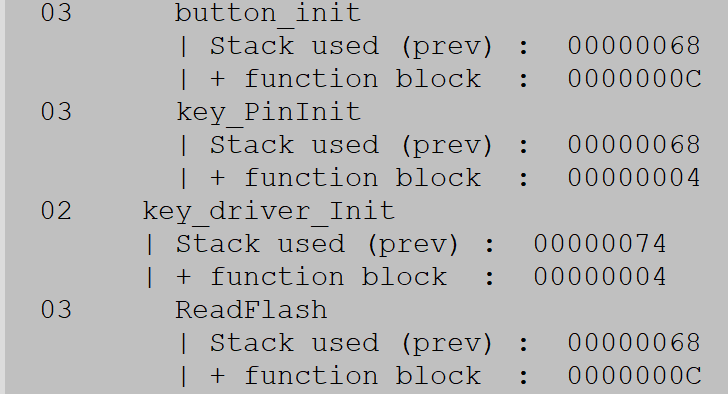 03      button_init
        | Stack used (prev) :  00000068
        | + function block  :  0000000C
03      key_PinInit
        | Stack used (prev) :  00000068
        | + function block  :  00000004
02    key_driver_Init
      | Stack used (prev) :  00000074
      | + function block  :  00000004
03      ReadFlash
        | Stack used (prev) :  00000068
        | + function block  :  0000000C